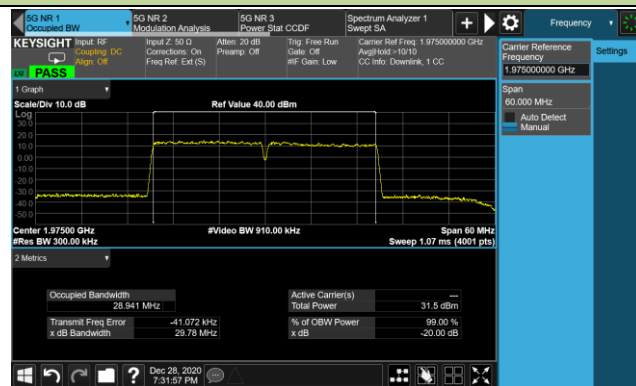 5G NR 1
Occupied BW
5G NR 2
Modulation Analysis
5G NR 3
Power Stat CCDF
Spectrum Analyzer 1
Swept SA
Frequency
KEYSIGHT
Input: RF
Coupling: DC
Align: Off
Input Z: 50 Ω
Corrections: On
Freq Ref: Ext (S)
Atten: 20 dB
Preamp: Off
Trig: Free Run
Gate: Off
#IF Gain: Low
Carrier Ref Freq: 1.975000000 GHz
Avg|Hold:>10/10
CC Info: Downlink, 1 CC
PASS
Carrier Reference
Frequency
1.975000000 GHz
Settings
Span
60.000 MHz
Auto Detect
Manual
1 Graph
Scale/Div 10.0 dB
Ref Value 40.00 dBm
Log
30.0
20.0
10.0
0.00
-10.0
-20.0
-30.0
-40.0
-50.0
Center 1.97500 GHz
#Video BW 910.00 kHz
Span 60 MHz
#Res BW 300.00 kHz
Sweep 1.07 ms (4001 pts)
2 Metrics
Occupied Bandwidth
28.941 MHz
Active Carrier(s)
---
Total Power
31.5 dBm
Transmit Freq Error
-41.072 kHz
% of OBW Power
99.00 %
x dB Bandwidth
29.78 MHz
x dB
-20.00 dB
?
Dec 28, 2020
7:31:57 PM